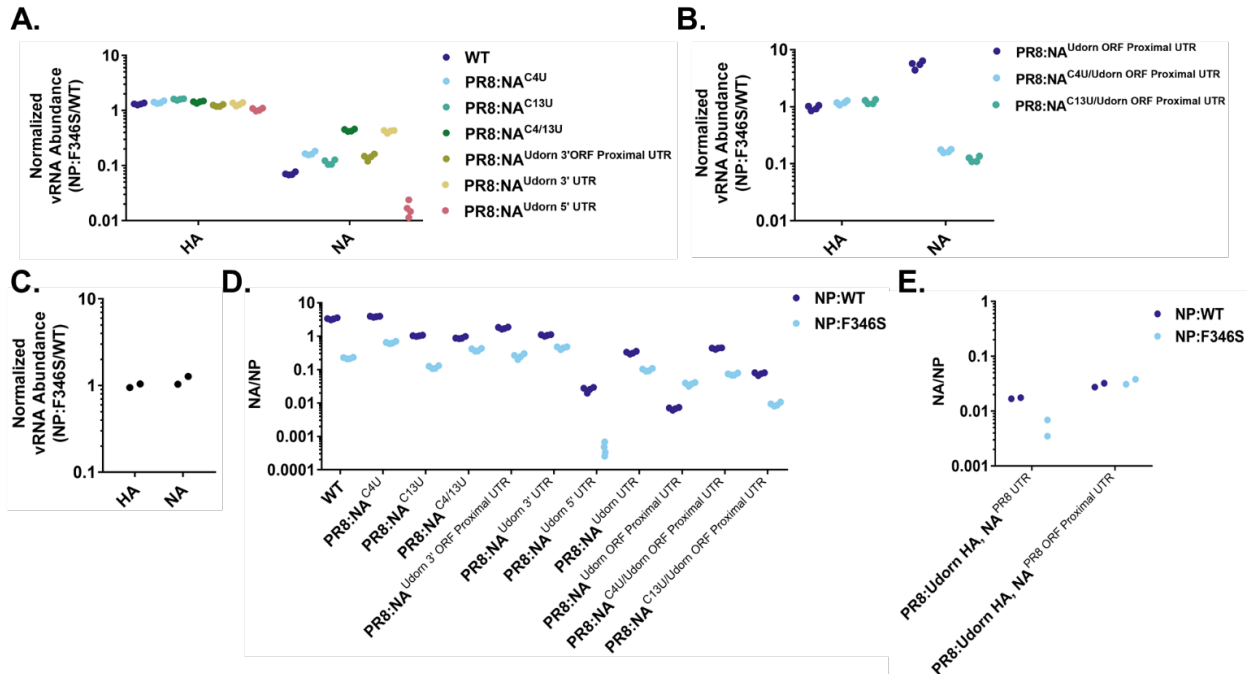 A.
Normalized
vRNA Abundance
(NP:F346S/WT)
10
1
0.1
0.01
HA
NA
WT
PR8:NA^C4U
PR8:NA^C13U
PR8:NA^C4/13U
PR8:NA^Udorn 3'ORF Proximal UTR
PR8:NA^Udorn 3' UTR
PR8:NA^Udorn 5' UTR
B.
Normalized
vRNA Abundance
(NP:F346S/WT)
10
1
0.1
0.01
HA
NA
PR8:NA^Udorn ORF Proximal UTR
PR8:NA^C4U/Udorn ORF Proximal UTR
PR8:NA^C13U/Udorn ORF Proximal UTR
C.
Normalized
vRNA Abundance
(NP:F346S/WT)
10
1
0.1
HA
NA
D.
NA/NP
10
1
0.1
0.01
0.001
0.0001
NP:WT
NP:F346S
WT
PR8:NA^C4U
PR8:NA^C13U
PR8:NA^C4/13U
PR8:NA^Udorn 3' ORF Proximal UTR
PR8:NA^Udorn 3' UTR
PR8:NA^Udorn 5' UTR
PR8:NA^Udorn UTR
PR8:NA^Udorn ORF Proximal UTR
PR8:NA^C4U/Udorn ORF Proximal UTR
PR8:NA^C13U/Udorn ORF Proximal UTR
E.
NA/NP
1
0.1
0.01
0.001
NP:WT
NP:F346S
PR8:Udorn HA, NA^PR8 UTR
PR8:Udorn HA, NA^PR8 ORF Proximal UTR